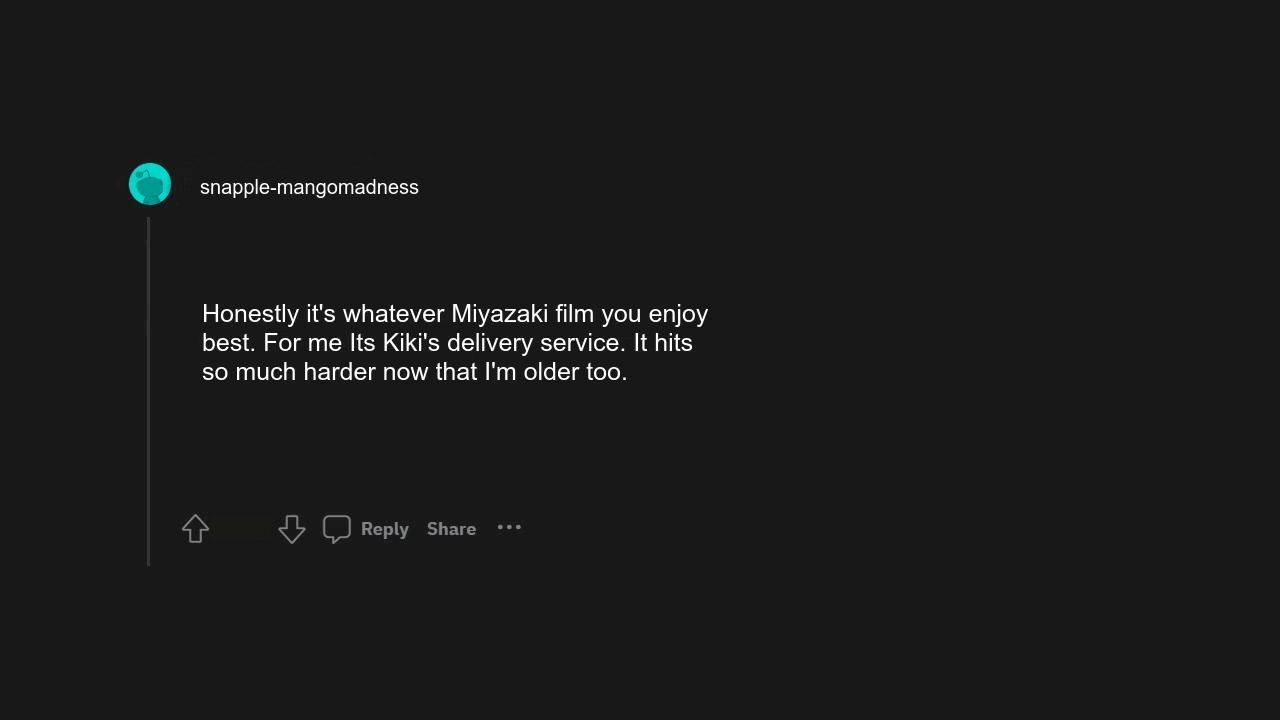 snapple-mangomadness
Honestly it's whatever Miyazaki film you enjoy
best. For me Its Kiki's delivery service. It hits
so much harder now that I'm older too.
Reply Share